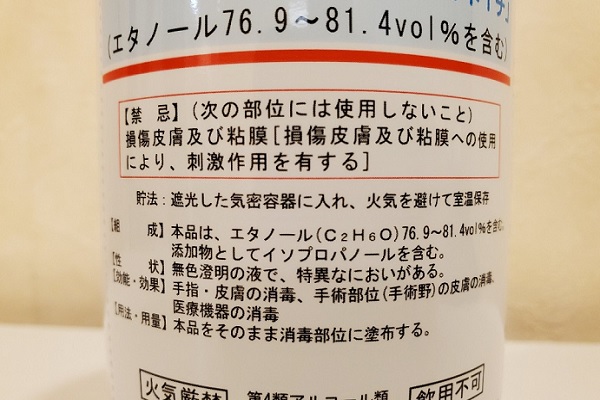 (エタノール76.9〜81.4vol%を含む)
【禁 忌】(次の部位には使用しないこと)
損傷皮膚及び粘膜[損傷皮膚及び粘膜への使用
により、刺激作用を有する]
貯法:遮光した気密容器に入れ、火気を避けて室温保存
【組 成】本品は、エタノール(C2H6O)76.9〜81.4vol%を含む。
添加物としてイソプロパノールを含む。
【性 状】無色澄明の液で、特異なにおいがある。
【効能・効果】手指・皮膚の消毒、手術部位(手術野)の皮膚の消毒、
医療機器の消毒
【用法・用量】本品をそのまま消毒部位に塗布する。
火気厳禁 第4類アルコール類 飲用不可